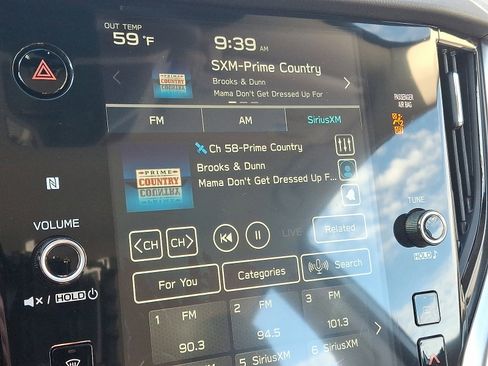 OUT TEMP
59 °F
9:39 AM
SXM-Prime Country
Brooks & Dunn
Mama Don't Get Dressed Up For
PRIME
COUNTRY
PASSENGER
AIR BAG
OFF
FM
AM
SiriusXM
Ch 58-Prime Country
Brooks & Dunn
Mama Don't Get Dressed Up F...
PRIME
COUNTRY
VOLUME
TUNE
HOLD
<CH
CH>
LIVE
Related
HOLD
For You
Categories
Search
1 FM
90.3
2 FM
94.5
3 FM
101.3
5 SiriusXM
6 SiriusXM